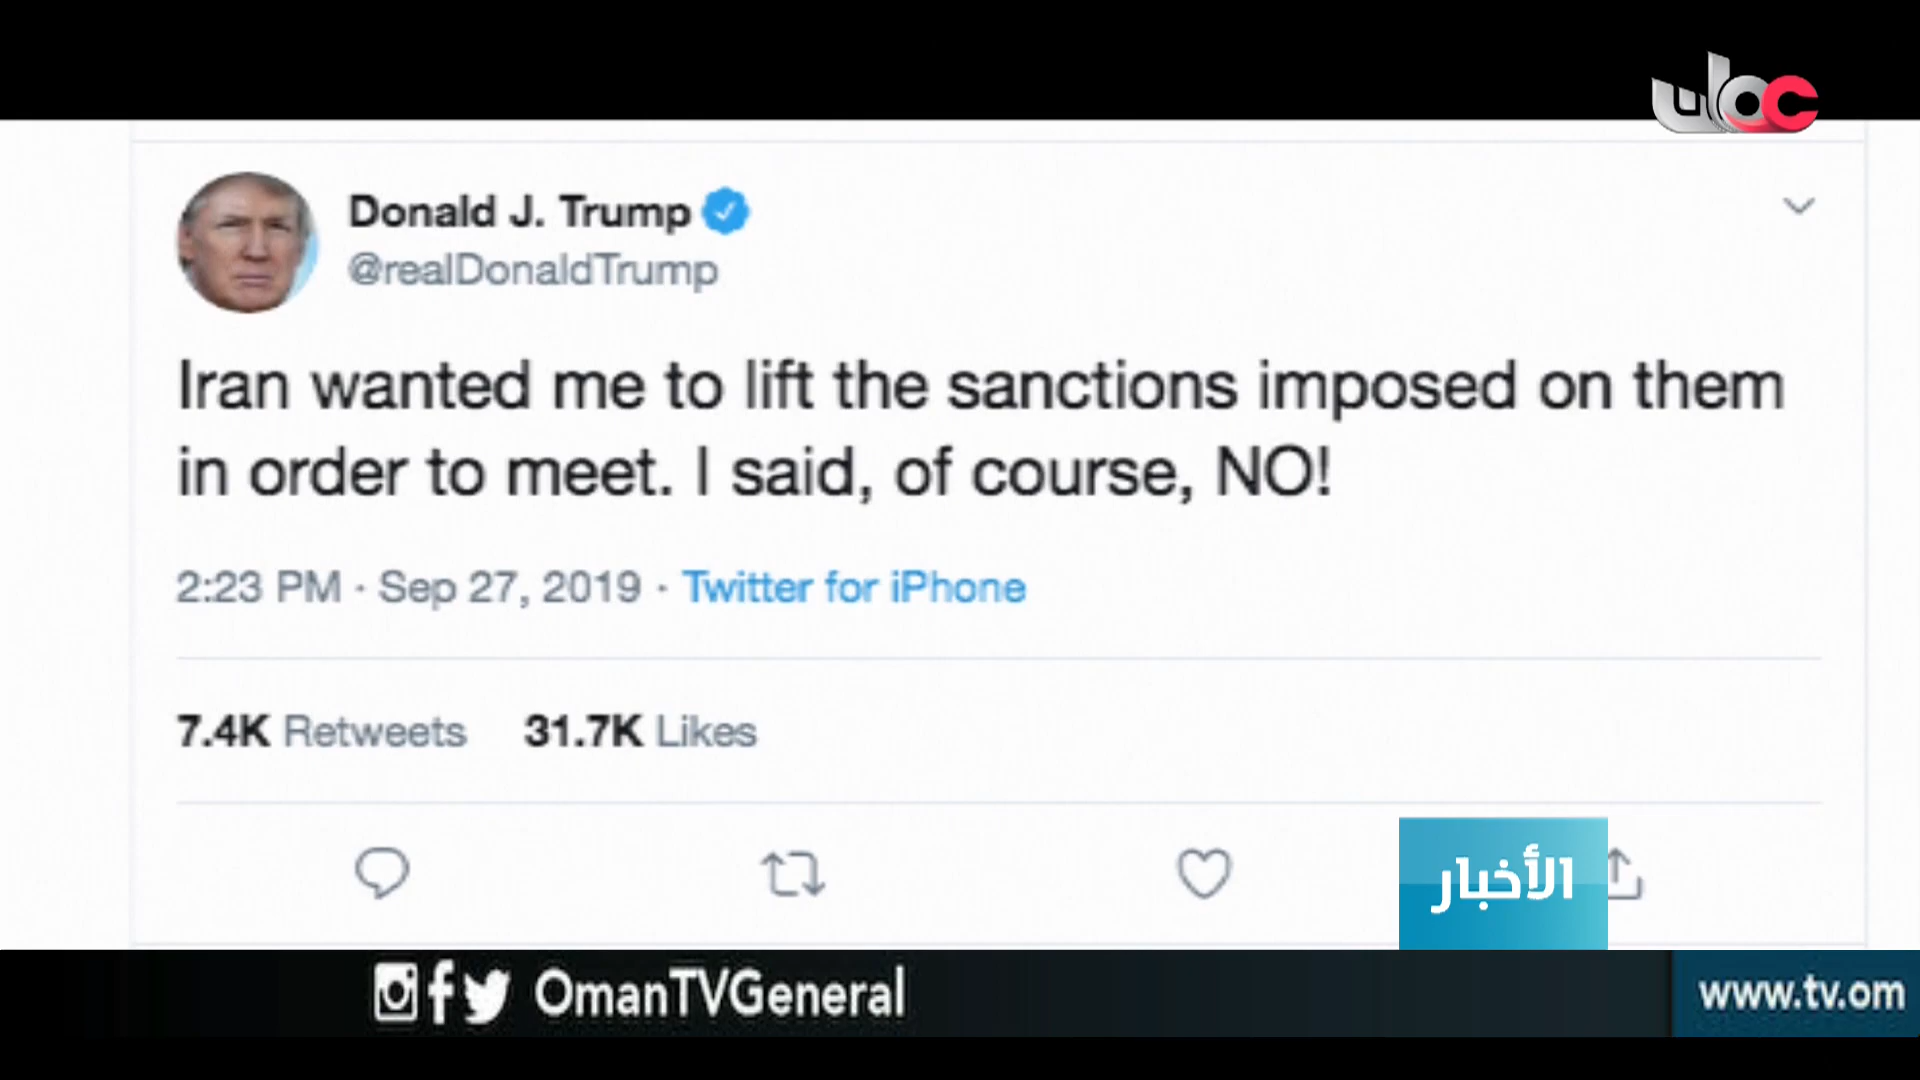 عمان
Donald J. Trump
@realDonaldTrump
Iran wanted me to lift the sanctions imposed on them
in order to meet. I said, of course, NO!
2:23 PM · Sep 27, 2019 · Twitter for iPhone
7.4K Retweets 31.7K Likes
الأخبار
OmanTVGeneral
www.tv.om